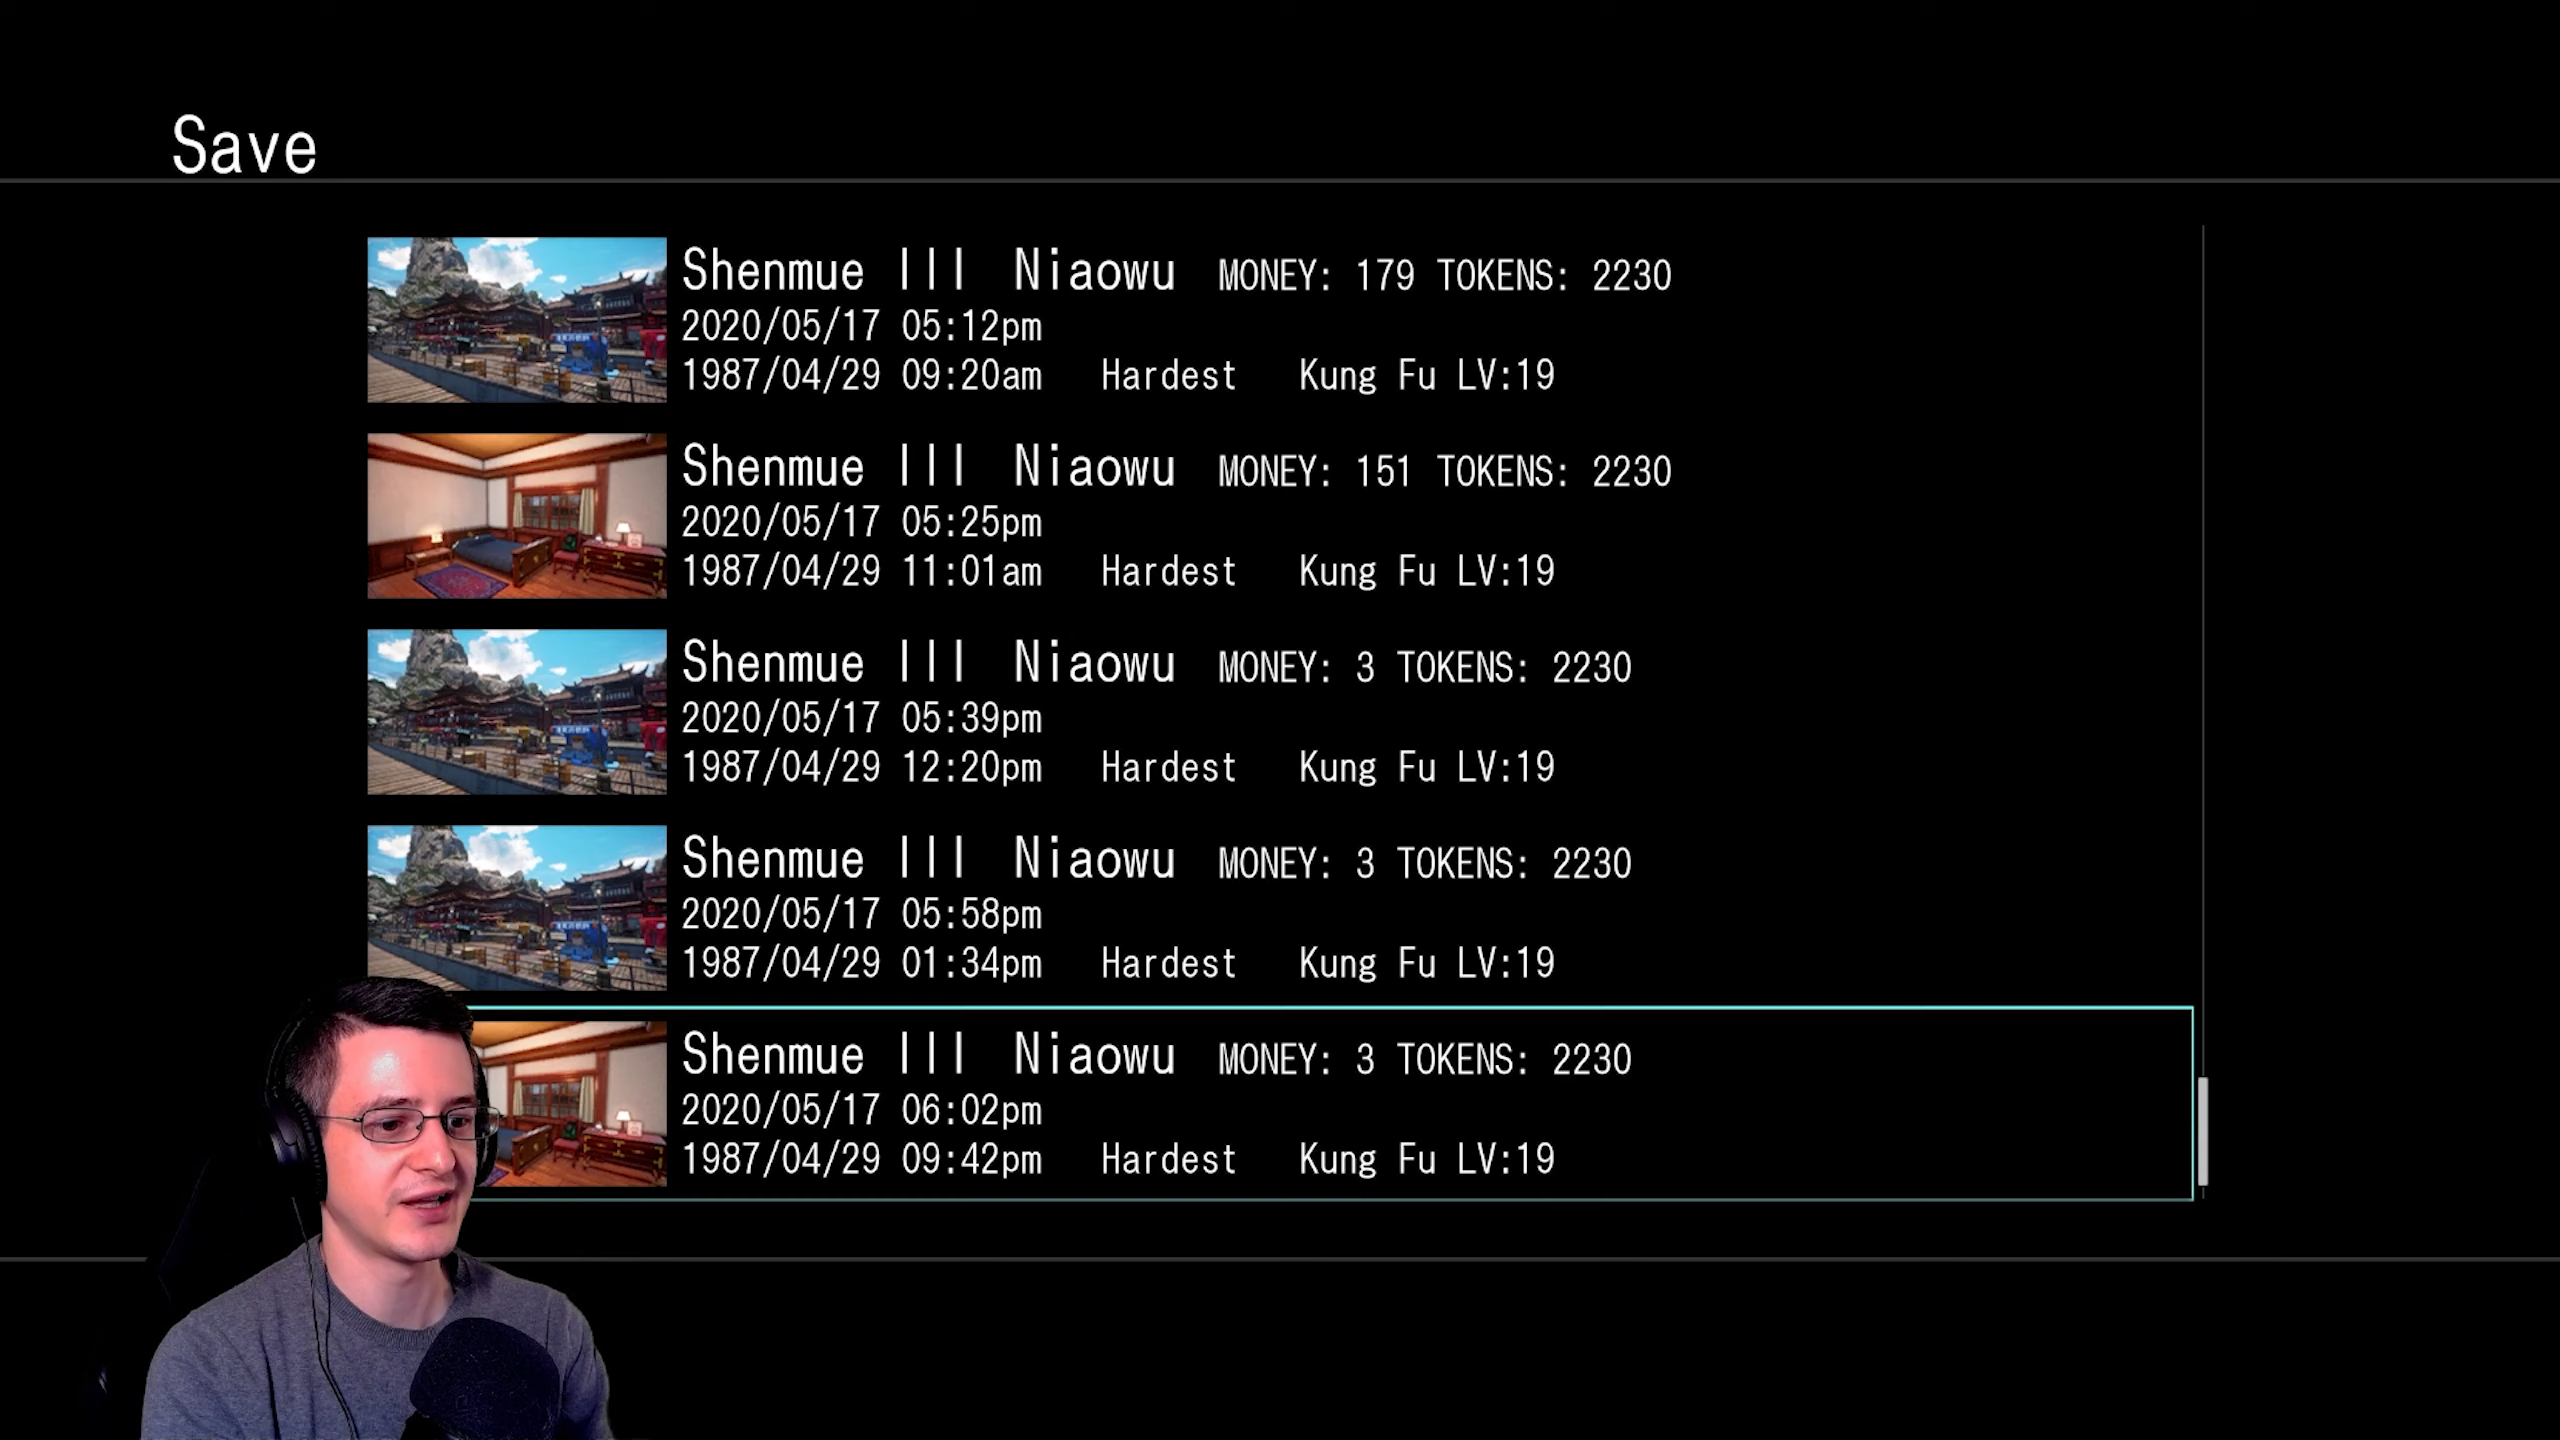 Save
Shenmue III Niaowu MONEY: 179 TOKENS: 2230
2020/05/17 05:12pm
1987/04/29 09:20am Hardest Kung Fu LV:19
Shenmue III Niaowu MONEY: 151 TOKENS: 2230
2020/05/17 05:25pm
1987/04/29 11:01am Hardest Kung Fu LV:19
Shenmue III Niaowu MONEY: 3 TOKENS: 2230
2020/05/17 05:39pm
1987/04/29 12:20pm Hardest Kung Fu LV:19
Shenmue III Niaowu MONEY: 3 TOKENS: 2230
2020/05/17 05:58pm
1987/04/29 01:34pm Hardest Kung Fu LV:19
Shenmue III Niaowu MONEY: 3 TOKENS: 2230
2020/05/17 06:02pm
1987/04/29 09:42pm Hardest Kung Fu LV:19